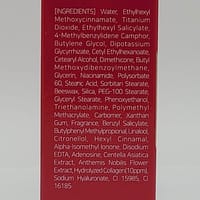 [INGREDIENTS] Water, Ethylhexyl
Methoxycinnamate, Titanium
Dioxide, Ethylhexyl Salicylate,
4-Methylbenzylidene Camphor,
Butylene Glycol, Dipotassium
Glycyrrhizate, Cetyl Ethylhexanoate,
Cetearyl Alcohol, Dimethicone, Butyl
Methoxydibenzoylmethane,
Glycerin, Niacinamide, Polysorbate
60, Stearic Acid, Sorbitan Stearate,
Beeswax, Silica, PEG-100 Stearate,
Glyceryl Stearate, Phenoxyethanol,
Triethanolamine, Polymethyl
Methacrylate, Carbomer, Xanthan
Gum, Fragrance, Benzyl Salicylate,
Butylphenyl Methylpropional, Linalool,
Citronellol, Hexyl Cinnamal,
Alpha-Isomethyl Ionone, Disodium
EDTA, Adenosine, Centella Asiatica
Extract, Anthemis Nobilis Flower
Extract, Hydrolyzed Collagen(10ppm),
Sodium Hyaluronate, CI 15985, CI
16185